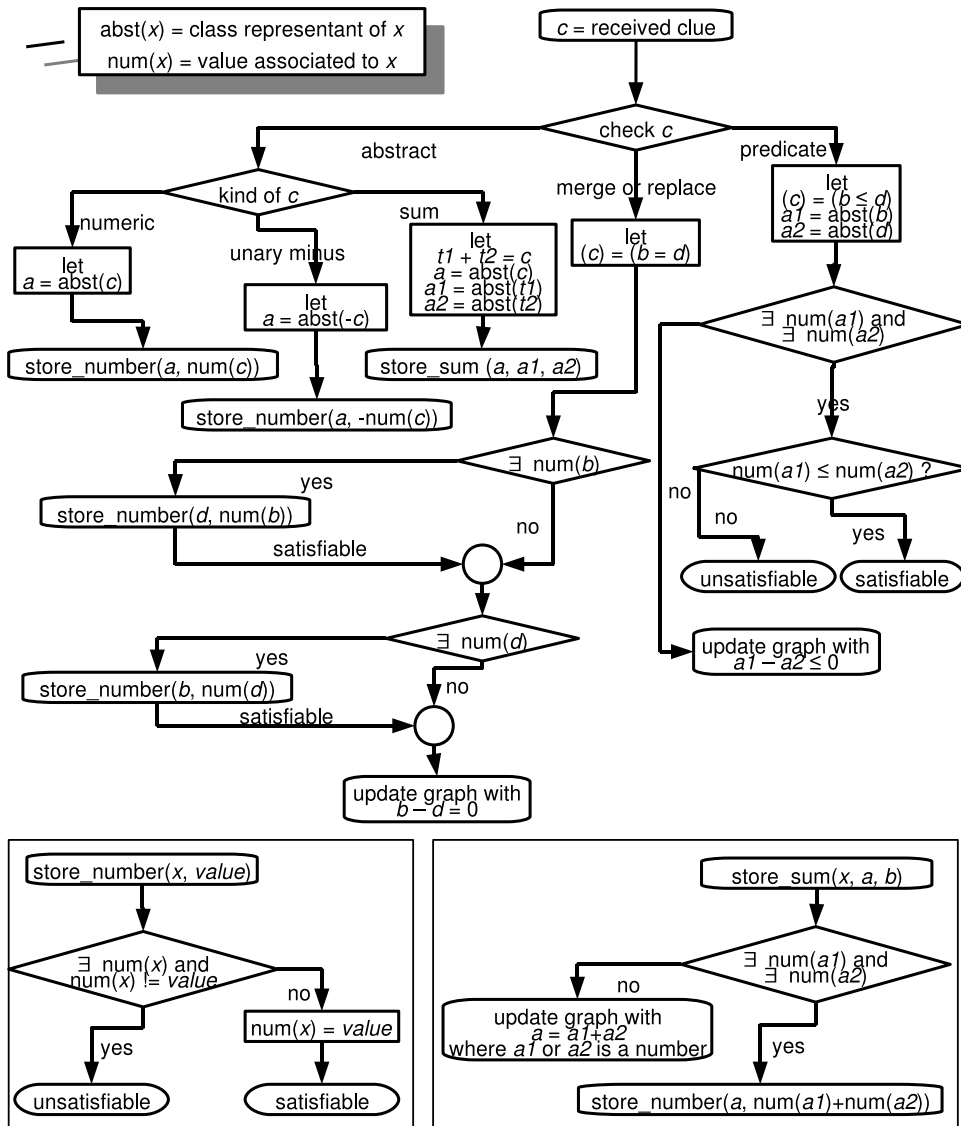 abst(x) = class representant of x
num(x) = value associated to x
c = received clue
check c
abstract
merge or replace
predicate
kind of c
numeric
unary minus
sum
let
a = abst(c)
let
a = abst(-c)
let
t1 + t2 = c
a = abst(c)
a1 = abst(t1)
a2 = abst(t2)
let
(c) = (b = d)
let
(c) = (b ≤ d)
a1 = abst(b)
a2 = abst(d)
store_number(a, num(c))
store_number(a, -num(c))
store_sum (a, a1, a2)
∃ num(a1) and
∃ num(a2)
yes
no
num(a1) ≤ num(a2) ?
no
yes
unsatisfiable
satisfiable
update graph with
a1 – a2 ≤ 0
∃ num(b)
yes
no
store_number(d, num(b))
satisfiable
∃ num(d)
yes
no
store_number(b, num(d))
satisfiable
update graph with
b – d = 0
store_number(x, value)
∃ num(x) and
num(x) != value
no
yes
num(x) = value
unsatisfiable
satisfiable
store_sum(x, a, b)
∃ num(a1) and
∃ num(a2)
no
yes
update graph with
a = a1+a2
where a1 or a2 is a number
store_number(a, num(a1)+num(a2))